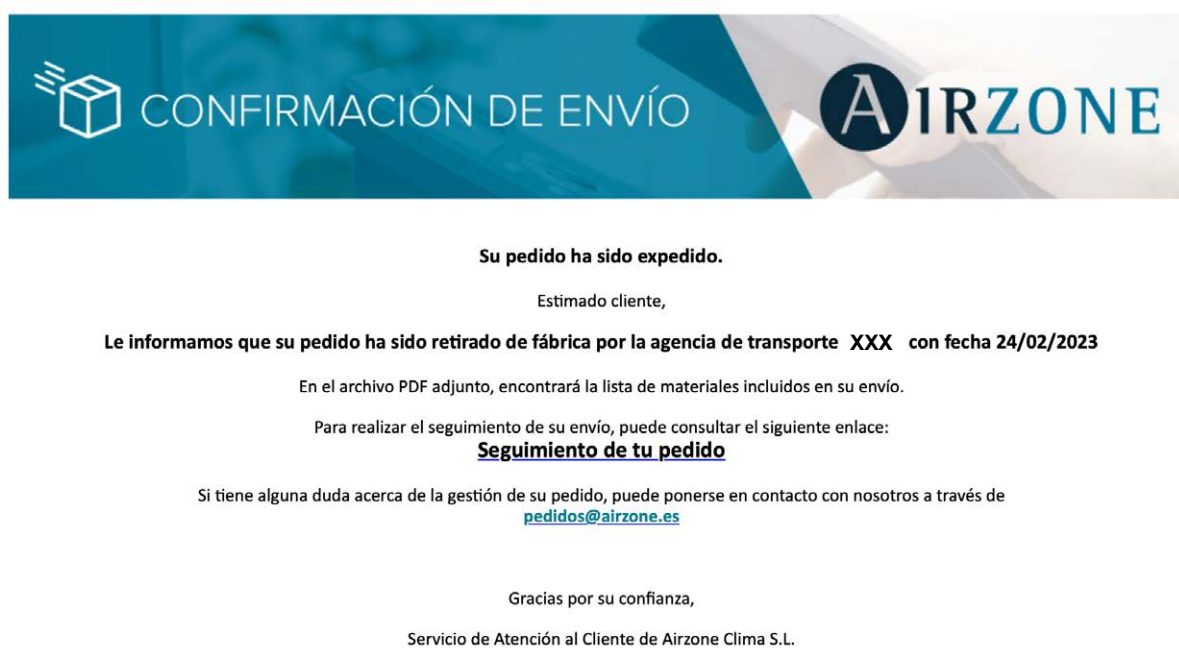 CONFIRMACIÓN DE ENVÍO
AIRZONE
Su pedido ha sido expedido.
Estimado cliente,
Le informamos que su pedido ha sido retirado de fábrica por la agencia de transporte XXX con fecha 24/02/2023
En el archivo PDF adjunto, encontrará la lista de materiales incluidos en su envío.
Para realizar el seguimiento de su envío, puede consultar el siguiente enlace:
Seguimiento de tu pedido
Si tiene alguna duda acerca de la gestión de su pedido, puede ponerse en contacto con nosotros a través de
pedidos@airzone.es
Gracias por su confianza,
Servicio de Atención al Cliente de Airzone Clima S.L.